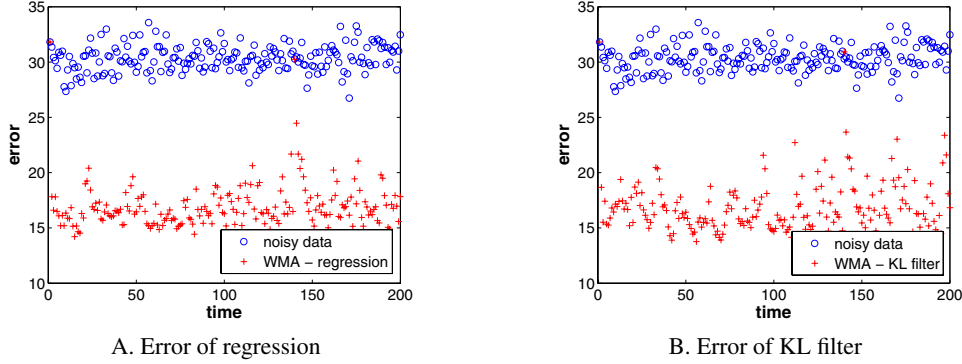 35
30
25
20
15
10
error
0
50
100
150
200
time
noisy data
WMA − regression
A. Error of regression
35
30
25
20
15
10
error
0
50
100
150
200
time
noisy data
WMA − KL filter
B. Error of KL filter